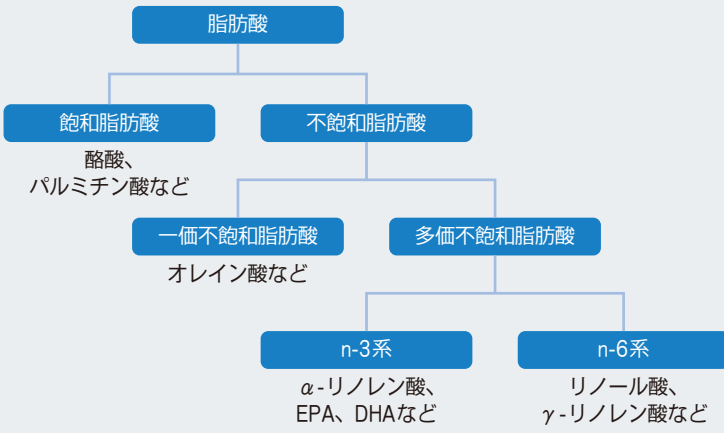 脂肪酸
飽和脂肪酸
不飽和脂肪酸
酪酸、
パルミチン酸など
一価不飽和脂肪酸
多価不飽和脂肪酸
オレイン酸など
n-3系
n-6系
α-リノレン酸、
EPA、DHAなど
リノール酸、
γ-リノレン酸など